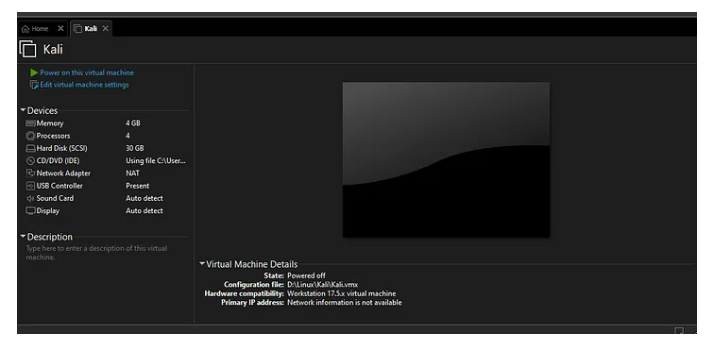 Home
Kali
Kali
Power on this virtual machine
Edit virtual machine settings
Devices
Memory 4 GB
Processors 4
Hard Disk (SCSI) 30 GB
CD/DVD (IDE) Using file C:\User...
Network Adapter NAT
USB Controller Present
Sound Card Auto detect
Display Auto detect
Description
Type here to enter a description of this virtual
machine.
Virtual Machine Details
State: Powered off
Configuration file: D:\Linux\Kali\Kali.vmx
Hardware compatibility: Workstation 17.5.x virtual machine
Primary IP address: Network information is not available